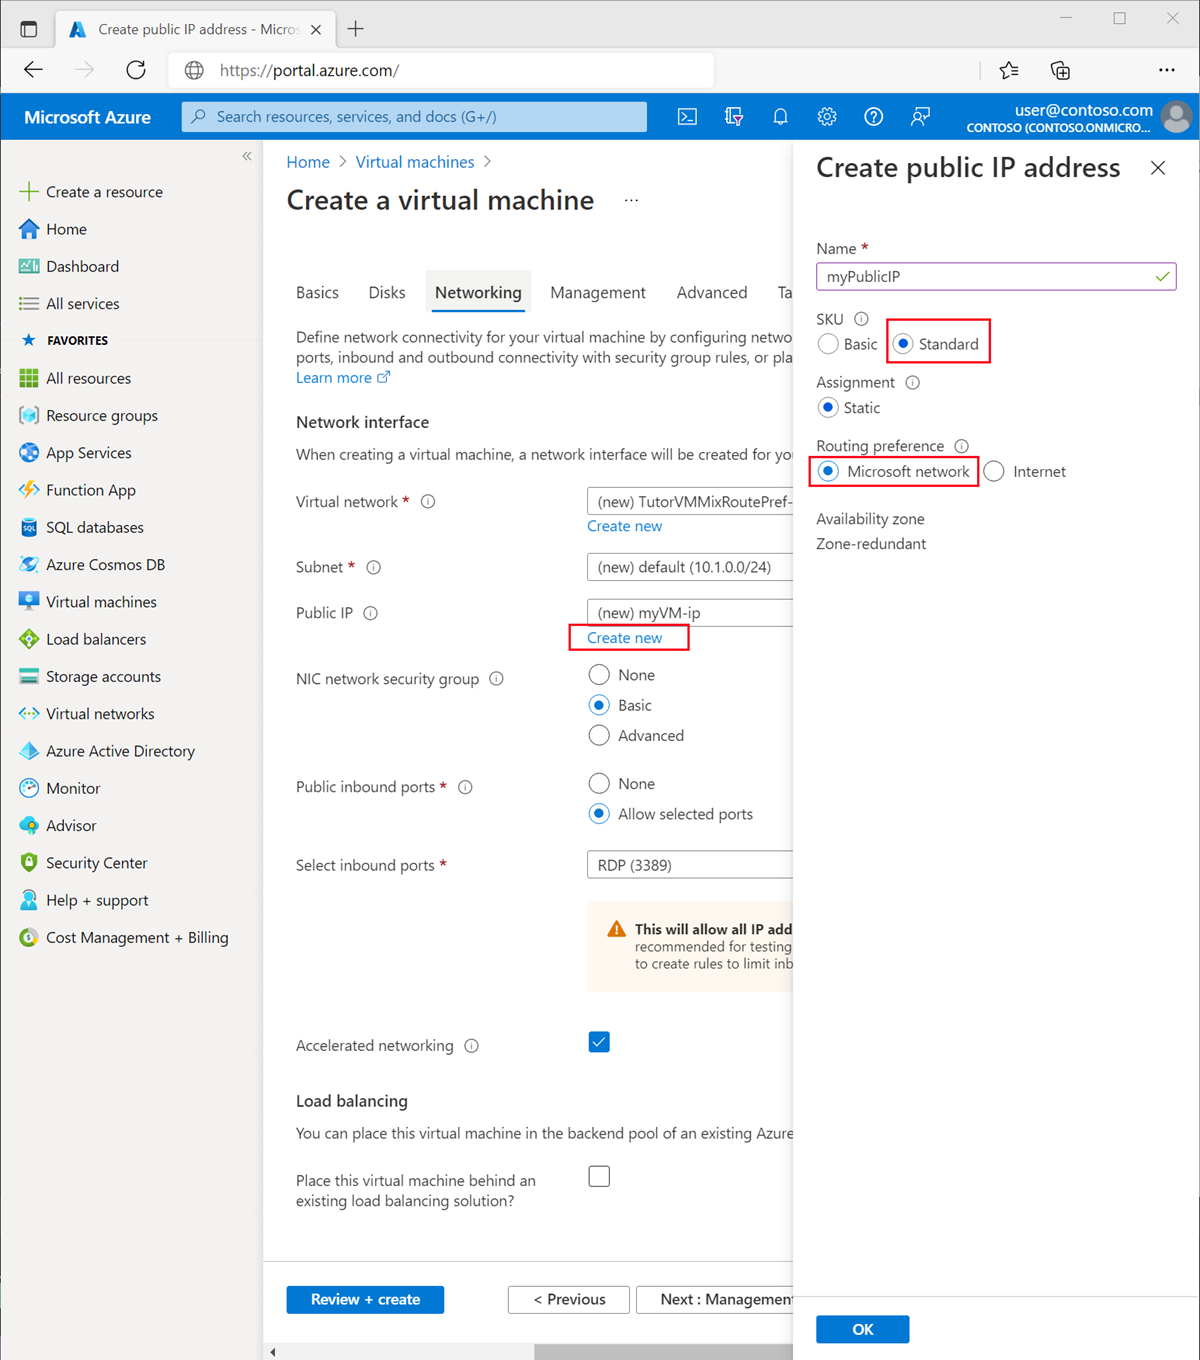 Create public IP address - Micros
https://portal.azure.com/
Microsoft Azure
Search resources, services, and docs (G+/)
user@contoso.com
CONTOSO (CONTOSO.ONMICRO...
Create a resource
Home
Dashboard
All services
FAVORITES
All resources
Resource groups
App Services
Function App
SQL databases
Azure Cosmos DB
Virtual machines
Load balancers
Storage accounts
Virtual networks
Azure Active Directory
Monitor
Advisor
Security Center
Help + support
Cost Management + Billing
Home > Virtual machines >
Create a virtual machine ...
Basics Disks Networking Management Advanced Ta
Define network connectivity for your virtual machine by configuring netwo
ports, inbound and outbound connectivity with security group rules, or pla
Learn more
Network interface
When creating a virtual machine, a network interface will be created for yo
Virtual network *
(new) TutorVMMixRoutePref-
Create new
Subnet *
(new) default (10.1.0.0/24)
Public IP
(new) myVM-ip
Create new
NIC network security group
None
Basic
Advanced
Public inbound ports *
None
Allow selected ports
Select inbound ports *
RDP (3389)
This will allow all IP add
recommended for testing
to create rules to limit inb
Accelerated networking
Load balancing
You can place this virtual machine in the backend pool of an existing Azure
Place this virtual machine behind an
existing load balancing solution?
Review + create
< Previous
Next : Management
Create public IP address
Name *
myPublicIP
SKU
Basic Standard
Assignment
Static
Routing preference
Microsoft network Internet
Availability zone
Zone-redundant
OK